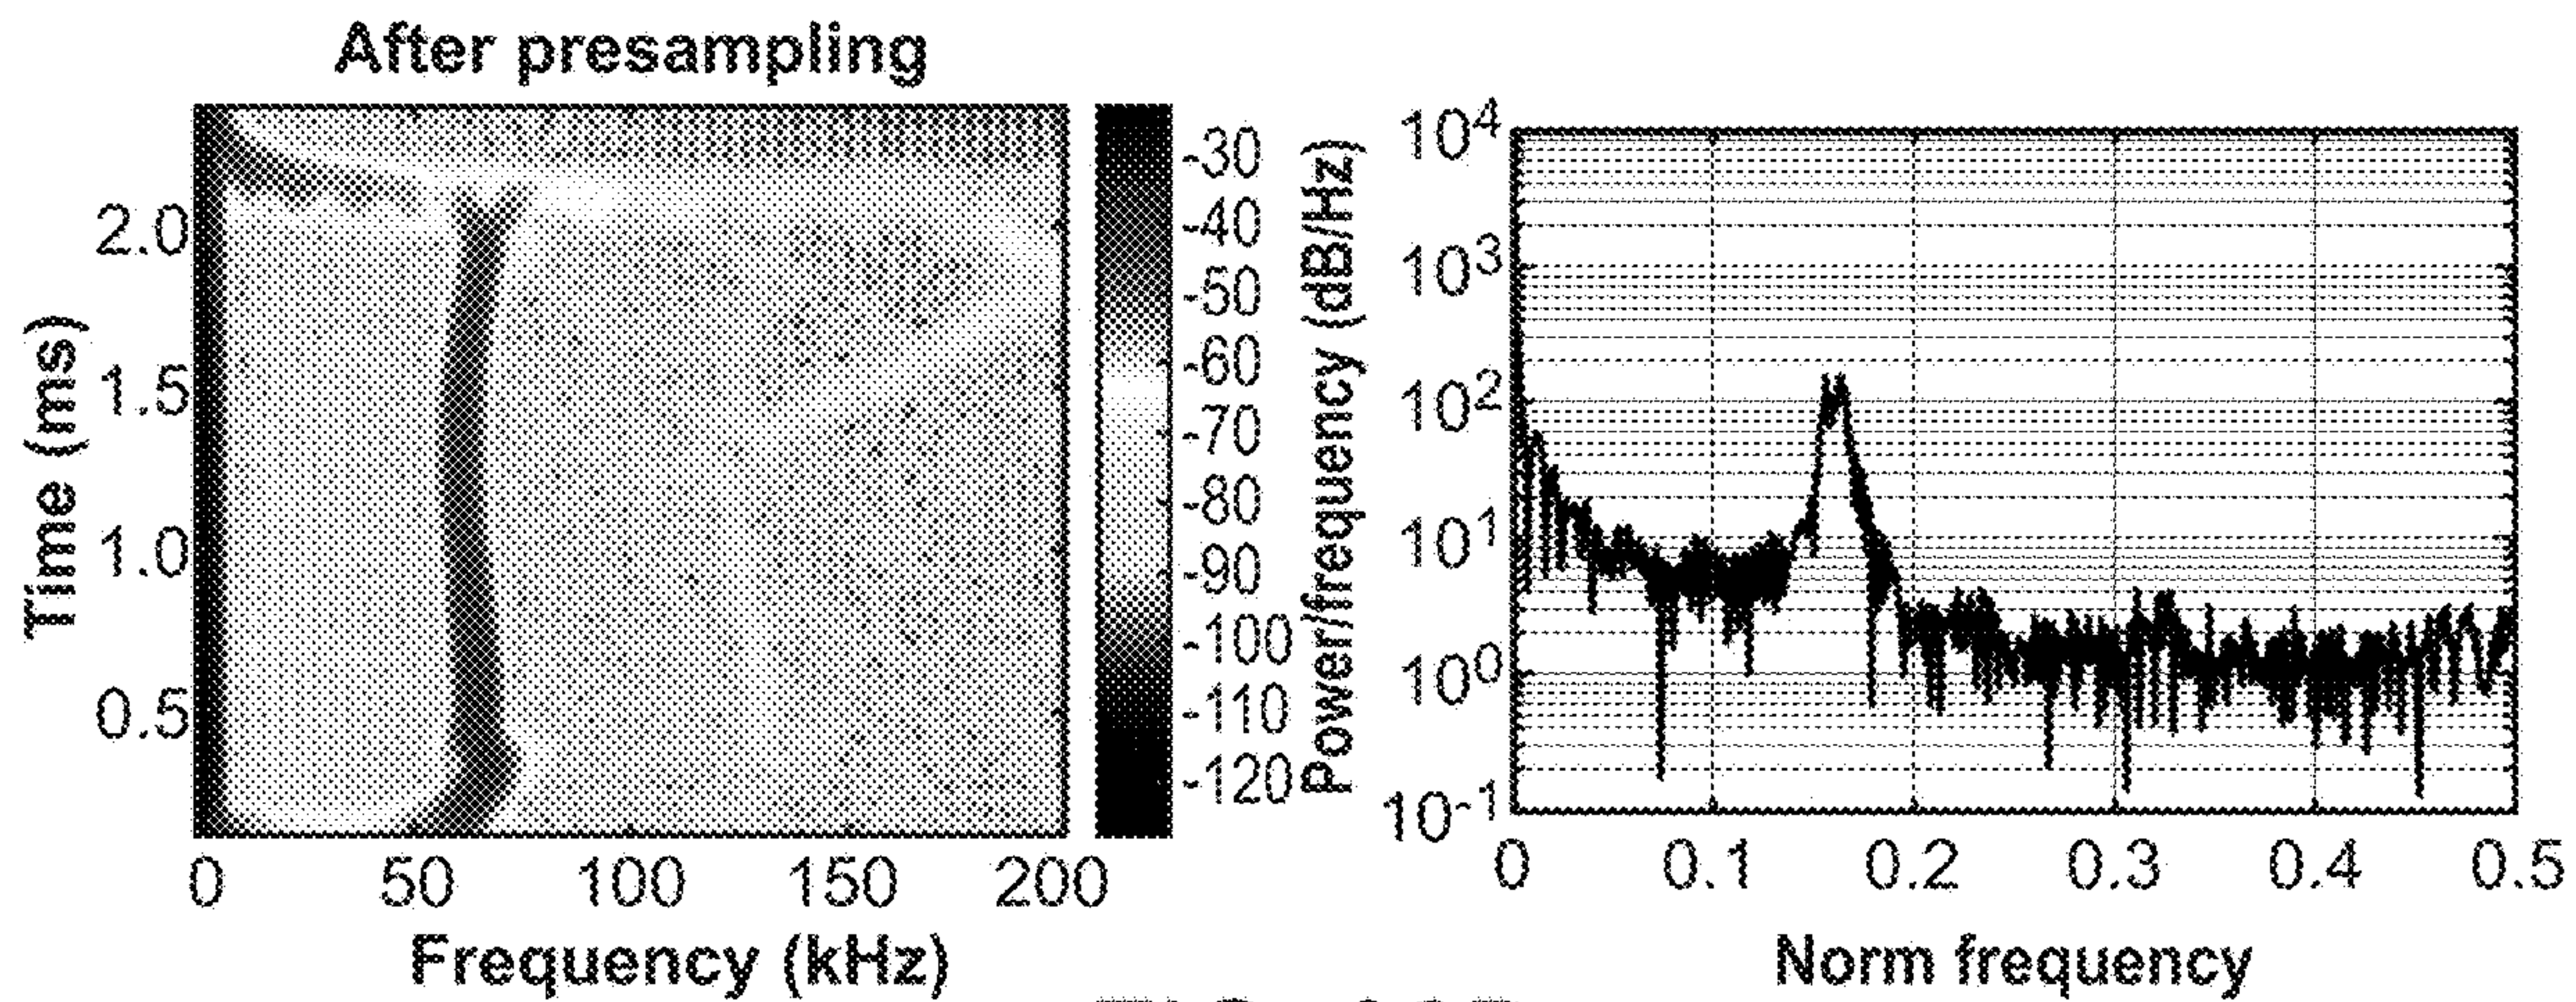 After presampling
Time (ms)
2.0
1.5
1.0
0.5
0 50 100 150 200
Frequency (kHz)
-30
-40
-50
-60
-70
-80
-90
-100
-110
-120
Power/frequency (dB/Hz)
10^4
10^3
10^2
10^1
10^0
10^-1
0 0.1 0.2 0.3 0.4 0.5
Norm frequency